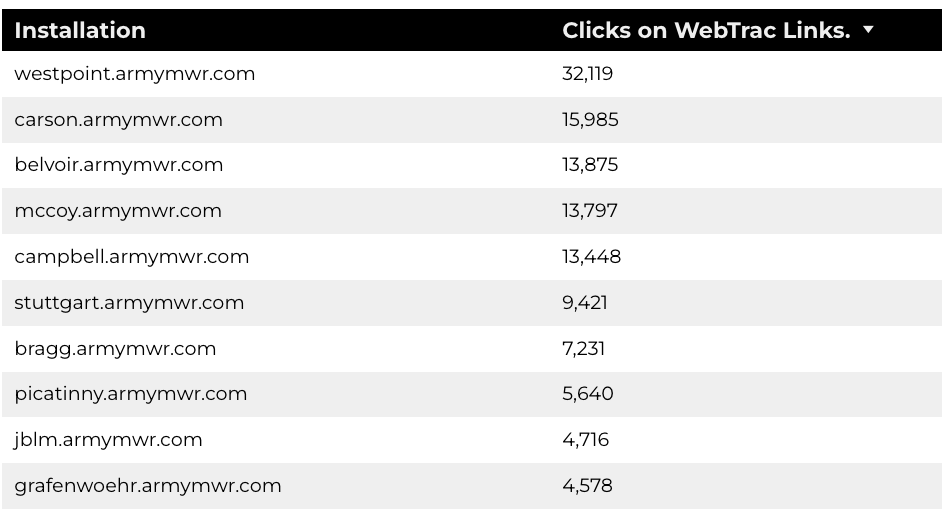 Installation Clicks on WebTrac Links. ▼
westpoint.armymwr.com 32,119
carson.armymwr.com 15,985
belvoir.armymwr.com 13,875
mccoy.armymwr.com 13,797
campbell.armymwr.com 13,448
stuttgart.armymwr.com 9,421
bragg.armymwr.com 7,231
picatinny.armymwr.com 5,640
jblm.armymwr.com 4,716
grafenwoehr.armymwr.com 4,578